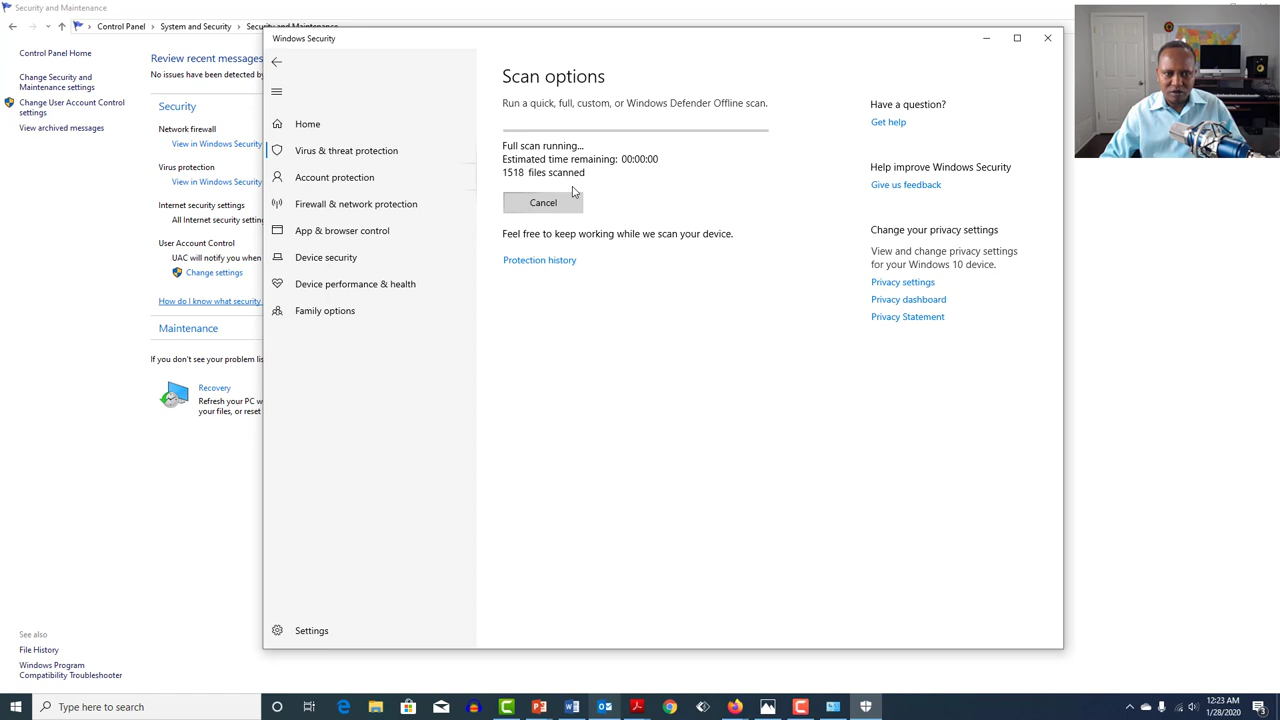 Security and Maintenance
Control Panel > System and Security > Security and Maintenance
Control Panel Home
Change Security and
Maintenance settings
Change User Account Control
settings
View archived messages
Review recent messages
No issues have been detected by
Security
Network firewall
View in Windows Security
Virus protection
View in Windows Security
Internet security settings
All Internet security settin
User Account Control
UAC will notify you when
Change settings
How do I know what security
Maintenance
If you don't see your problem lis
Recovery
Refresh your PC w
your files, or reset
See also
File History
Windows Program
Compatibility Troubleshooter
Windows Security
Home
Virus & threat protection
Account protection
Firewall & network protection
App & browser control
Device security
Device performance & health
Family options
Settings
Scan options
Run a quick, full, custom, or Windows Defender Offline scan.
Full scan running...
Estimated time remaining: 00:00:00
1518 files scanned
Cancel
Feel free to keep working while we scan your device.
Protection history
Have a question?
Get help
Help improve Windows Security
Give us feedback
Change your privacy settings
View and change privacy settings
for your Windows 10 device.
Privacy settings
Privacy dashboard
Privacy Statement
Type here to search
12:23 AM
1/28/2020
3